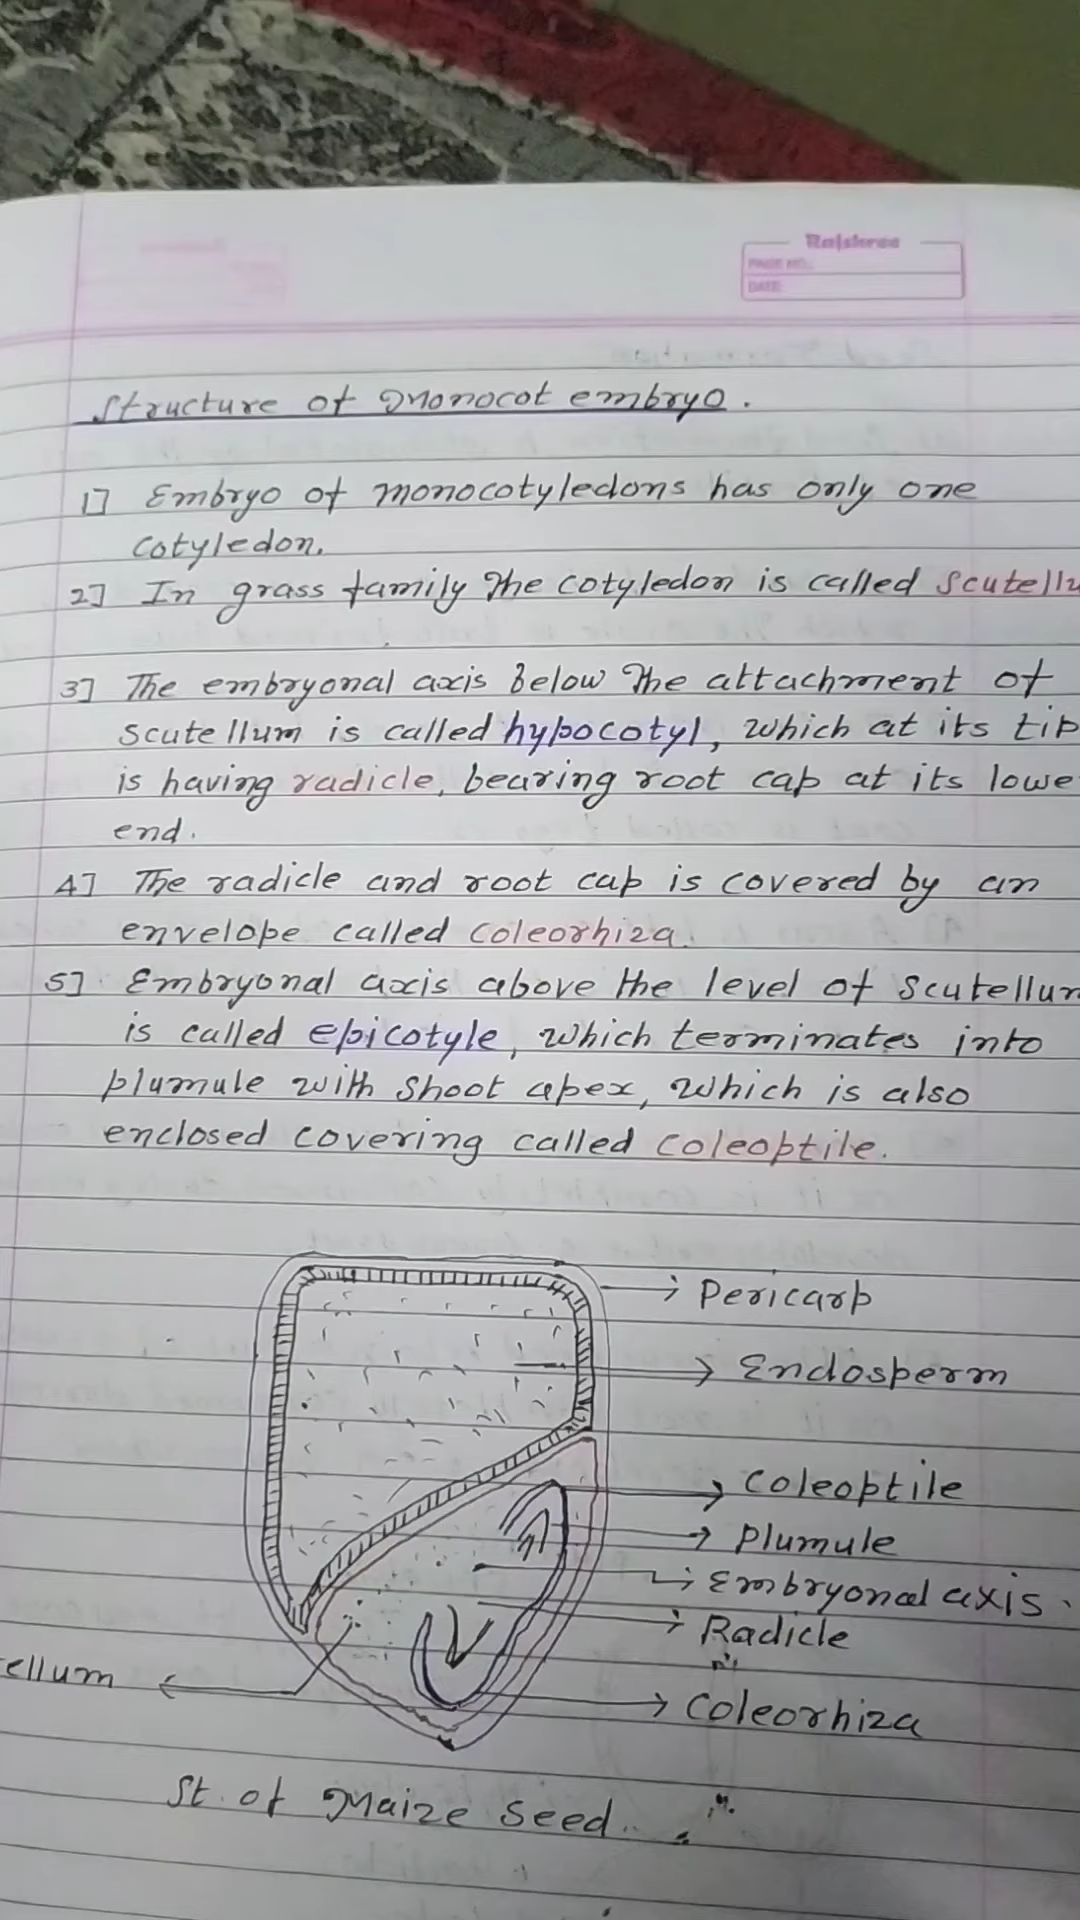 Rajshree
PAGE NO.:
DATE:
Structure of Monocot embryo.
1] Embryo of monocotyledons has only one
cotyledon.
2] In grass family the cotyledon is called Scutellu
3] The embryonal axis below the attachment of
scutellum is called hypocotyl, which at its tip
is having radicle, bearing root cap at its lowe
end.
4] The radicle and root cap is covered by an
envelope called coleorhiza.
5] Embryonal axis above the level of scutellum
is called epicotyle, which terminates into
plumule with shoot apex, which is also
enclosed covering called coleoptile.
Pericarp
Endosperm
Coleoptile
Plumule
Embryonal axis.
Radicle
ellum
Coleorhiza
St. of Maize seed.